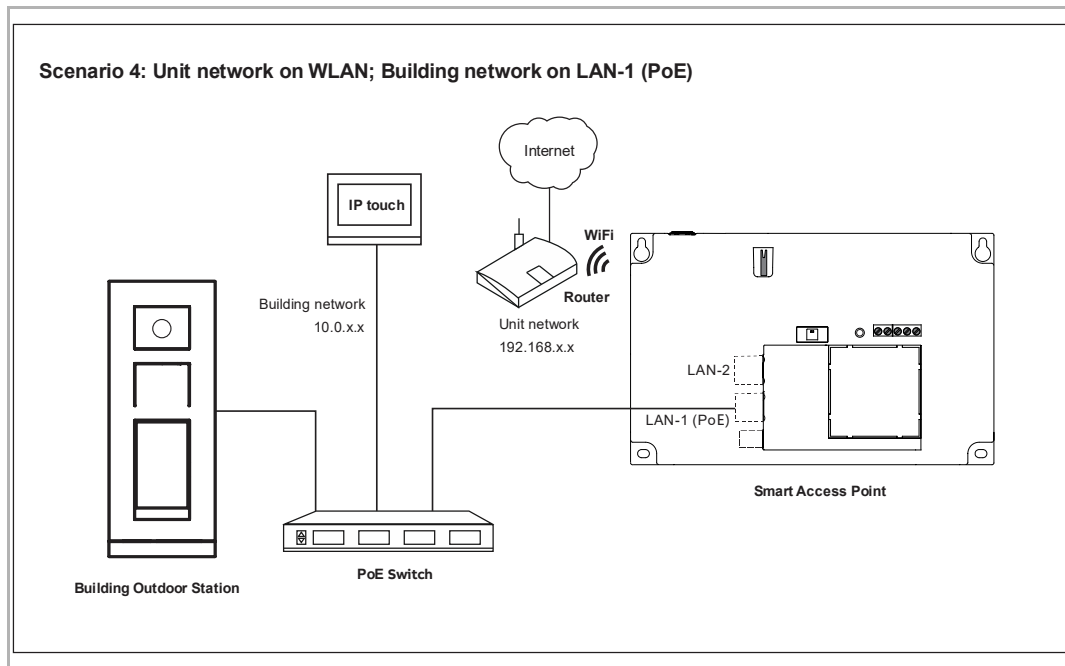 Scenario 4: Unit network on WLAN; Building network on LAN-1 (PoE)
Internet
IP touch
WiFi
Router
Building network
10.0.x.x
Unit network
192.168.x.x
LAN-2
LAN-1 (PoE)
Smart Access Point
PoE Switch
Building Outdoor Station